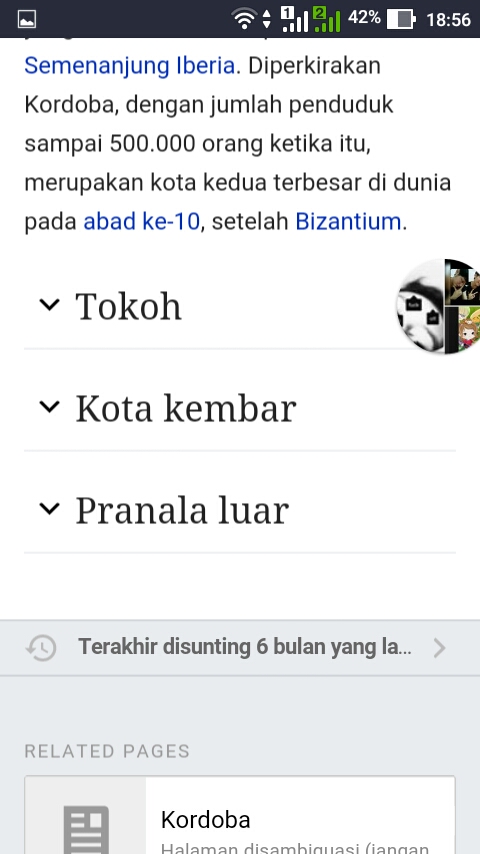 1 2 42% 18:56
Semenanjung Iberia. Diperkirakan
Kordoba, dengan jumlah penduduk
sampai 500.000 orang ketika itu,
merupakan kota kedua terbesar di dunia
pada abad ke-10, setelah Bizantium.
Tokoh
Kota kembar
Pranala luar
Terakhir disunting 6 bulan yang la...
RELATED PAGES
Kordoba
Halaman disambiguasi (jangan